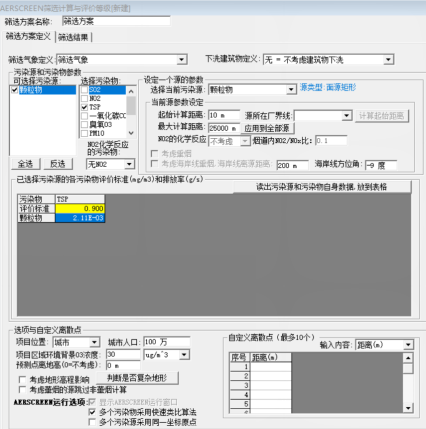 AERSCREEN筛选计算与评价等级[新建]
筛选方案名称: 筛选方案
筛选方案定义 筛选结果
筛选气象定义: 筛选气象 下洗建筑物定义: 无 = 不考虑建筑物下洗
污染源和污染物参数
可选择污染源: 选择污染物:
颗粒物
SO2
NO2
TSP
一氧化碳CO
臭氧O3
PM10
全选 反选
NO2化学反应的污染物:
无NO2
设定一个源的参数
选择当前污染源: 颗粒物 源类型: 面源矩形
当前源参数设定
起始计算距离: 10 m 源所在厂界线: 计算起始距离
最大计算距离: 25000 m 应用到全部源
NO2的化学反应: 不考虑 烟道内NO2/NOx比: 0.1
考虑重烟
考虑海岸线重烟, 海岸线离源距离: 200 m 海岸线方位角: -9 度
已选择污染源的各污染物评价标准(mg/m3)和排放率(g/s)
读出污染源和污染物自身数据,放到表格
污染物 TSP
评价标准 0.900
颗粒物 2.11E-03
选项与自定义离散点
项目位置: 城市 城市人口: 100 万
项目区域环境背景O3浓度: 30 ug/m^3
预测点离地高(0=不考虑): 0 m
考虑地形高程影响 判断是否复杂地形
考虑重烟的源跳过非重烟计算
AERSCREEN运行选项: 显示AERSCREEN运行窗口
多个污染物采用快速类比算法
多个污染源采用同一坐标原点
自定义离散点(最多10个)
输入内容: 距离(m)
序号 距离(m)
1
2
3
4
5
6